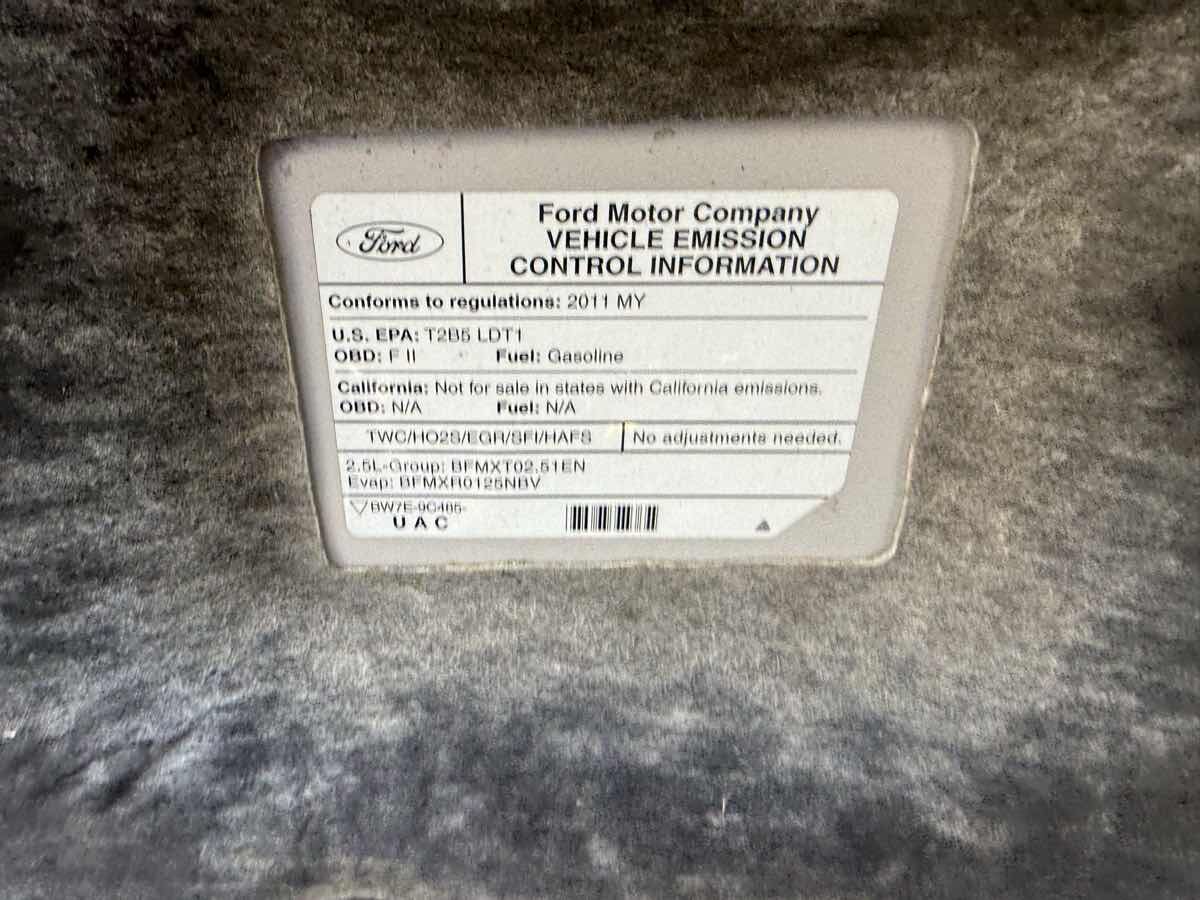 Ford
Ford Motor Company
VEHICLE EMISSION
CONTROL INFORMATION
Conforms to regulations: 2011 MY
U.S. EPA: T2B5 LDT1
OBD: F II Fuel: Gasoline
California: Not for sale in states with California emissions.
OBD: N/A Fuel: N/A
TWC/HO2S/EGR/SFI/HAFS No adjustments needed.
2.5L-Group: BFMXT02.51EN
Evap: BFMXR0125NBV
BW7E-9C485-
U A C